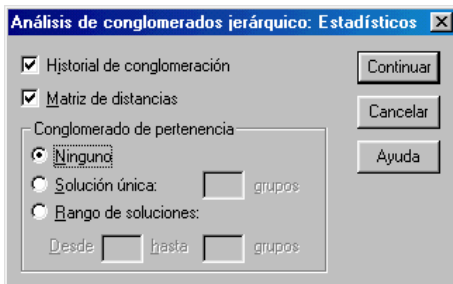 Análisis de conglomerados jerárquico: Estadísticos
Historial de conglomeración
Matriz de distancias
Conglomerado de pertenencia
Ninguno
Solución única: grupos
Rango de soluciones:
Desde hasta grupos
Continuar
Cancelar
Ayuda